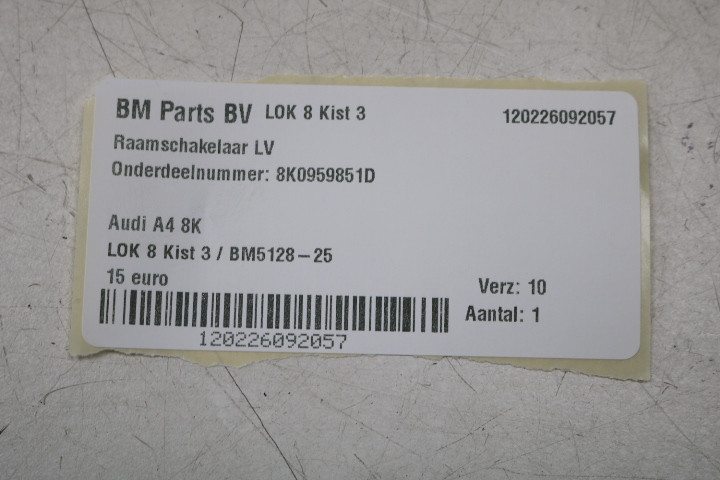 BM Parts BV LOK 8 Kist 3 120226092057
Raamschakelaar LV
Onderdeelnummer: 8K0959851D
Audi A4 8K
LOK 8 Kist 3 / BM5128-25
15 euro Verz: 10
Aantal: 1
120226092057